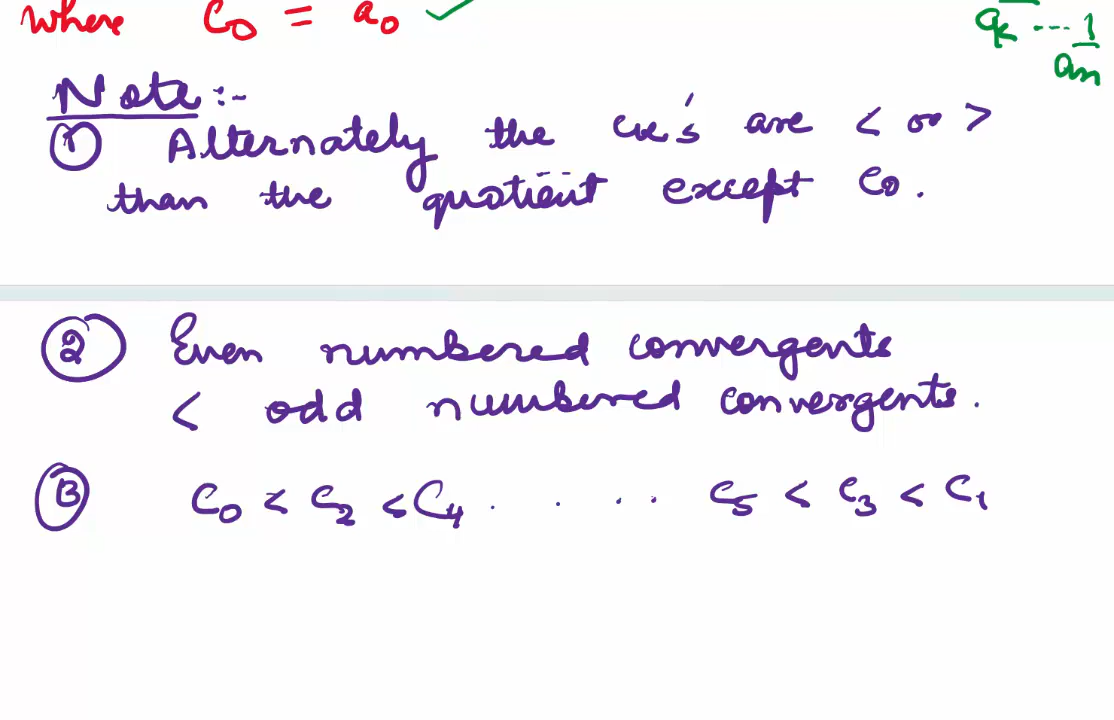 where C0 = a0 ✓
ak ... 1
an
Note :-
① Alternately the ck's are < or >
than the quotient except C0.
② Even numbered convergents
< odd numbered convergents.
③ C0 < C2 < C4 . . . . C5 < C3 < C1